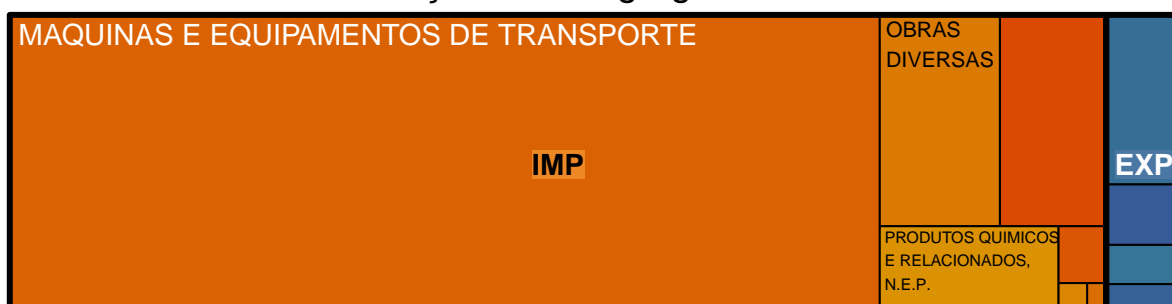 MAQUINAS E EQUIPAMENTOS DE TRANSPORTE
OBRAS
DIVERSAS
IMP
EXP
PRODUTOS QUIMICOS
E RELACIONADOS,
N.E.P.